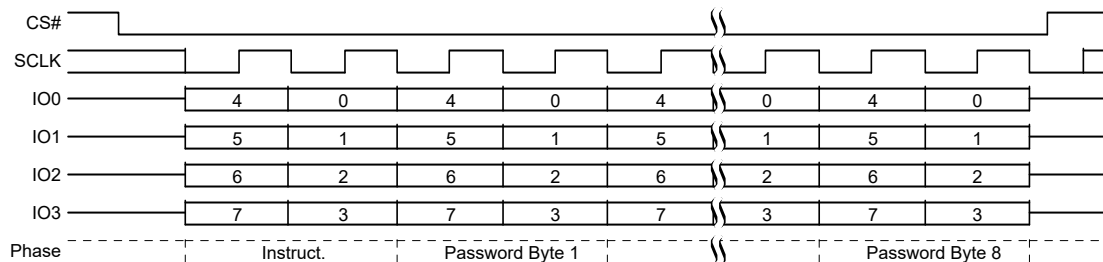 CS#
SCLK
IO0 4 0 4 0 4 0 4 0
IO1 5 1 5 1 5 1 5 1
IO2 6 2 6 2 6 2 6 2
IO3 7 3 7 3 7 3 7 3
Phase Instruct. Password Byte 1 Password Byte 8